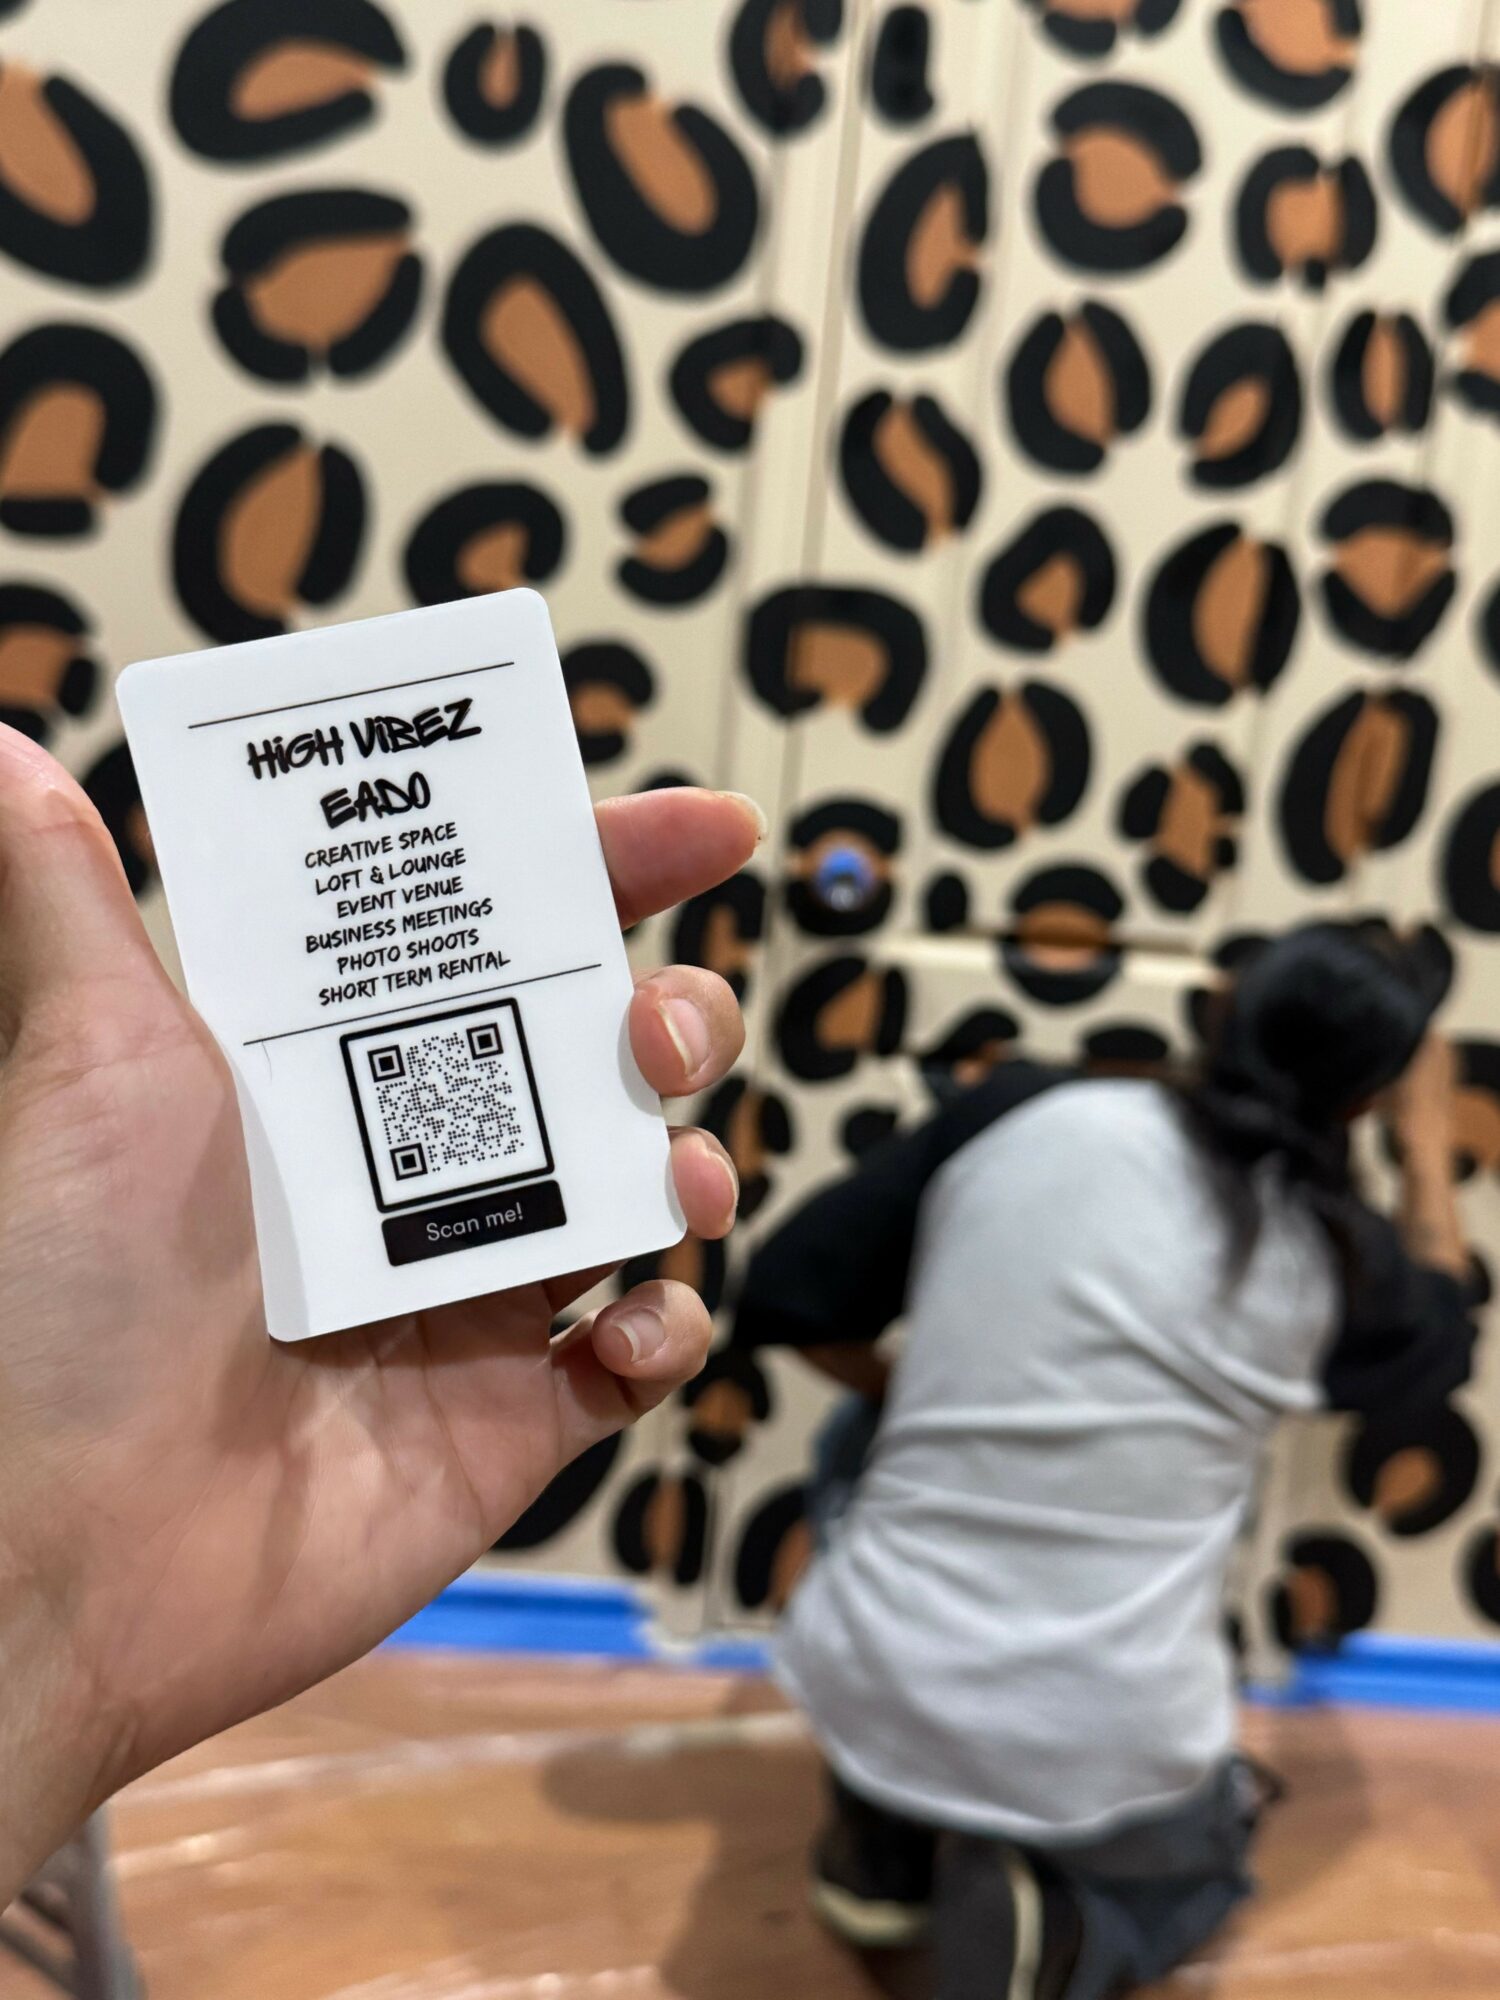 HiGH ViBEZ
EADO
CREATIVE SPACE
LOFT & LOUNGE
EVENT VENUE
BUSINESS MEETINGS
PHOTO SHOOTS
SHORT TERM RENTAL
Scan me!